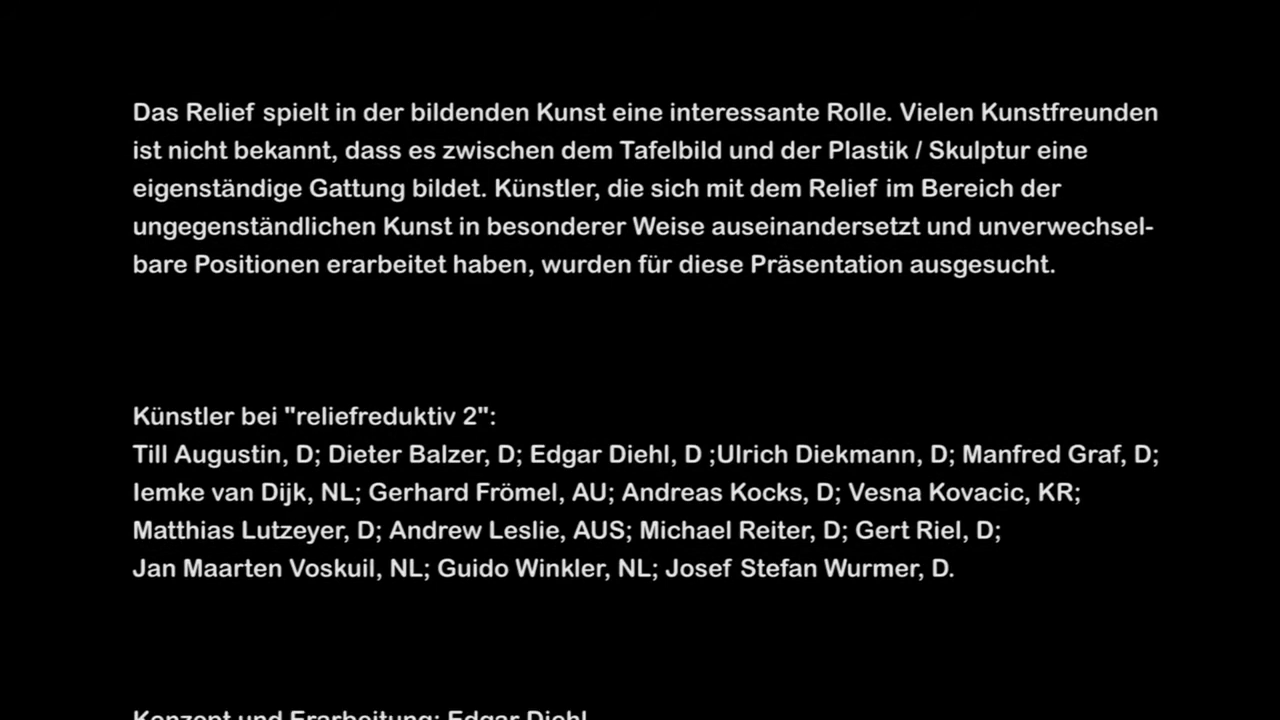 Das Relief spielt in der bildenden Kunst eine interessante Rolle. Vielen Kunstfreunden
ist nicht bekannt, dass es zwischen dem Tafelbild und der Plastik / Skulptur eine
eigenständige Gattung bildet. Künstler, die sich mit dem Relief im Bereich der
ungegenständlichen Kunst in besonderer Weise auseinandersetzt und unverwechsel-
bare Positionen erarbeitet haben, wurden für diese Präsentation ausgesucht.
Künstler bei "reliefreduktiv 2":
Till Augustin, D; Dieter Balzer, D; Edgar Diehl, D ;Ulrich Diekmann, D; Manfred Graf, D;
Iemke van Dijk, NL; Gerhard Frömel, AU; Andreas Kocks, D; Vesna Kovacic, KR;
Matthias Lutzeyer, D; Andrew Leslie, AUS; Michael Reiter, D; Gert Riel, D;
Jan Maarten Voskuil, NL; Guido Winkler, NL; Josef Stefan Wurmer, D.
Konzept und Erarbeitung: Edgar Diehl